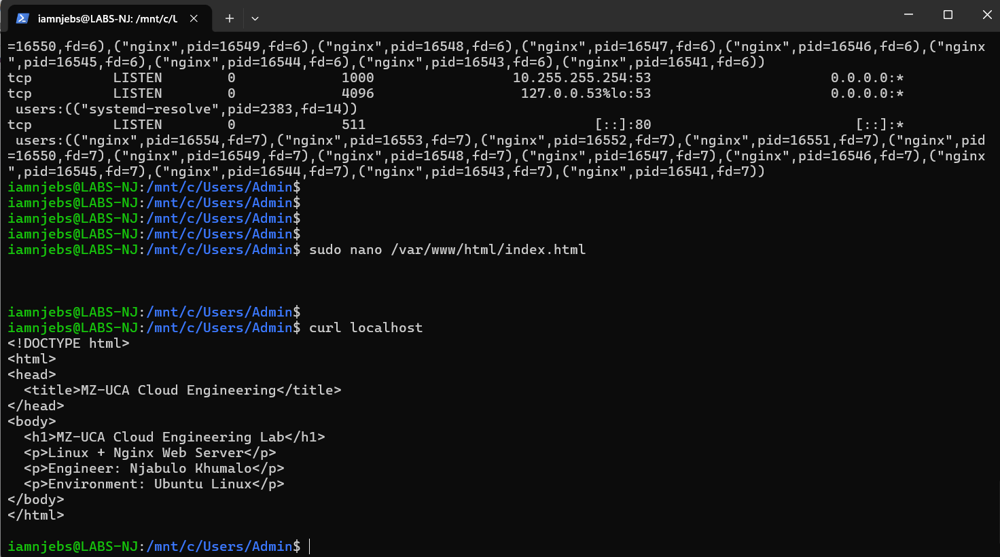 iamnjebs@LABS-NJ: /mnt/c/U
=16550,fd=6),("nginx",pid=16549,fd=6),("nginx",pid=16548,fd=6),("nginx",pid=16547,fd=6),("nginx",pid=16546,fd=6),("nginx
",pid=16545,fd=6),("nginx",pid=16544,fd=6),("nginx",pid=16543,fd=6),("nginx",pid=16541,fd=6))
tcp LISTEN 0 1000 10.255.255.254:53 0.0.0.0:*
tcp LISTEN 0 4096 127.0.0.53%lo:53 0.0.0.0:*
users:(("systemd-resolve",pid=2383,fd=14))
tcp LISTEN 0 511 [::]:80 [::]:*
users:(("nginx",pid=16554,fd=7),("nginx",pid=16553,fd=7),("nginx",pid=16552,fd=7),("nginx",pid=16551,fd=7),("nginx",pid
=16550,fd=7),("nginx",pid=16549,fd=7),("nginx",pid=16548,fd=7),("nginx",pid=16547,fd=7),("nginx",pid=16546,fd=7),("nginx
",pid=16545,fd=7),("nginx",pid=16544,fd=7),("nginx",pid=16543,fd=7),("nginx",pid=16541,fd=7))
iamnjebs@LABS-NJ:/mnt/c/Users/Admin$
iamnjebs@LABS-NJ:/mnt/c/Users/Admin$
iamnjebs@LABS-NJ:/mnt/c/Users/Admin$
iamnjebs@LABS-NJ:/mnt/c/Users/Admin$
iamnjebs@LABS-NJ:/mnt/c/Users/Admin$ sudo nano /var/www/html/index.html
iamnjebs@LABS-NJ:/mnt/c/Users/Admin$
iamnjebs@LABS-NJ:/mnt/c/Users/Admin$ curl localhost
<!DOCTYPE html>
<html>
<head>
  <title>MZ-UCA Cloud Engineering</title>
</head>
<body>
  <h1>MZ-UCA Cloud Engineering Lab</h1>
  <p>Linux + Nginx Web Server</p>
  <p>Engineer: Njabulo Khumalo</p>
  <p>Environment: Ubuntu Linux</p>
</body>
</html>
iamnjebs@LABS-NJ:/mnt/c/Users/Admin$